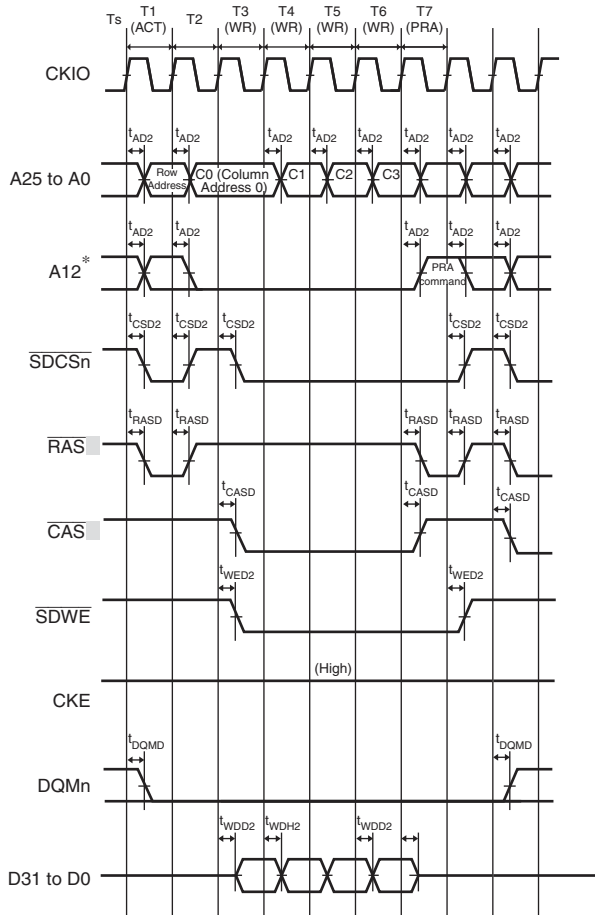 Ts T1 T2 T3 T4 T5 T6 T7
(ACT) (WR) (WR) (WR) (WR) (PRA)
CKIO
tAD2 tAD2 tAD2 tAD2 tAD2 tAD2 tAD2 tAD2
A25 to A0
Row
Address
C0 (Column
Address 0)
C1 C2 C3
tAD2 tAD2 tAD2 tAD2 tAD2
A12*
PRA
command
tCSD2 tCSD2 tCSD2 tCSD2 tCSD2
SDCSn
tRASD tRASD tRASD tRASD tRASD
RAS
tCASD tCASD tCASD
CAS
tWED2 tWED2
SDWE
(High)
CKE
tDQMD tDQMD
DQMn
tWDD2 tWDH2 tWDD2
D31 to D0